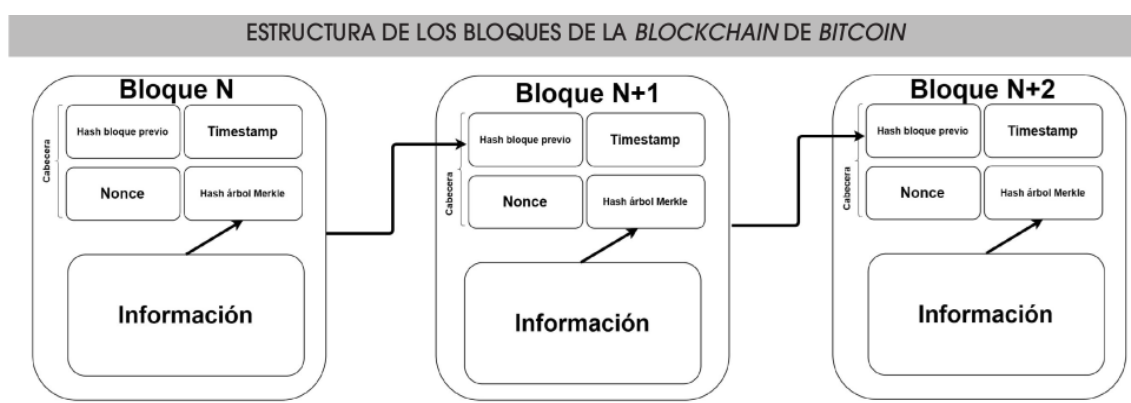 ESTRUCTURA DE LOS BLOQUES DE LA BLOCKCHAIN DE BITCOIN
Bloque N
Cabecera
Hash bloque previo
Timestamp
Nonce
Hash árbol Merkle
Información
Bloque N+1
Cabecera
Hash bloque previo
Timestamp
Nonce
Hash árbol Merkle
Información
Bloque N+2
Cabecera
Hash bloque previo
Timestamp
Nonce
Hash árbol Merkle
Información